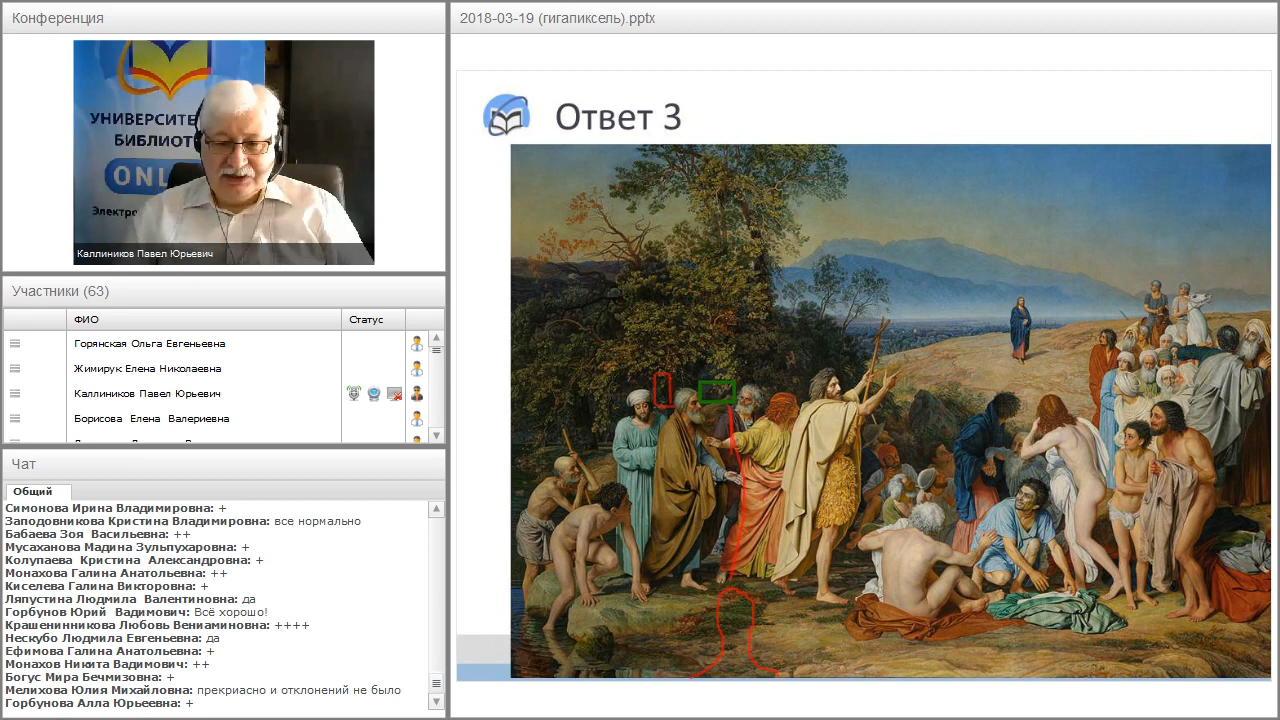 Конференция
УНИВЕРСИТЕ
БИБЛИОТ
ONL
Электро
Каллиников Павел Юрьевич
Участники (63)
ФИО Статус
Горянская Ольга Евгеньевна
Жимирук Елена Николаевна
Каллиников Павел Юрьевич
Борисова Елена Валериевна
Чат
Общий
Симонова Ирина Владимировна: +
Заподовникова Кристина Владимировна: все нормально
Бабаева Зоя Васильевна: ++
Мусаханова Мадина Зульпухаровна: +
Колупаева Кристина Александровна: +
Монахова Галина Анатольевна: ++
Киселева Галина Викторовна: +
Ляпустина Людмила Валентиновна: да
Горбунов Юрий Вадимович: Всё хорошо!
Крашенинникова Любовь Вениаминовна: ++++
Нескубо Людмила Евгеньевна: да
Ефимова Галина Анатольевна: +
Монахов Никита Вадимович: ++
Богус Мира Бечмизовна: +
Мелихова Юлия Михайловна: прекриасно и отклонений не было
Горбунова Алла Юрьеевна: +
2018-03-19 (гигапиксель).pptx
Ответ 3